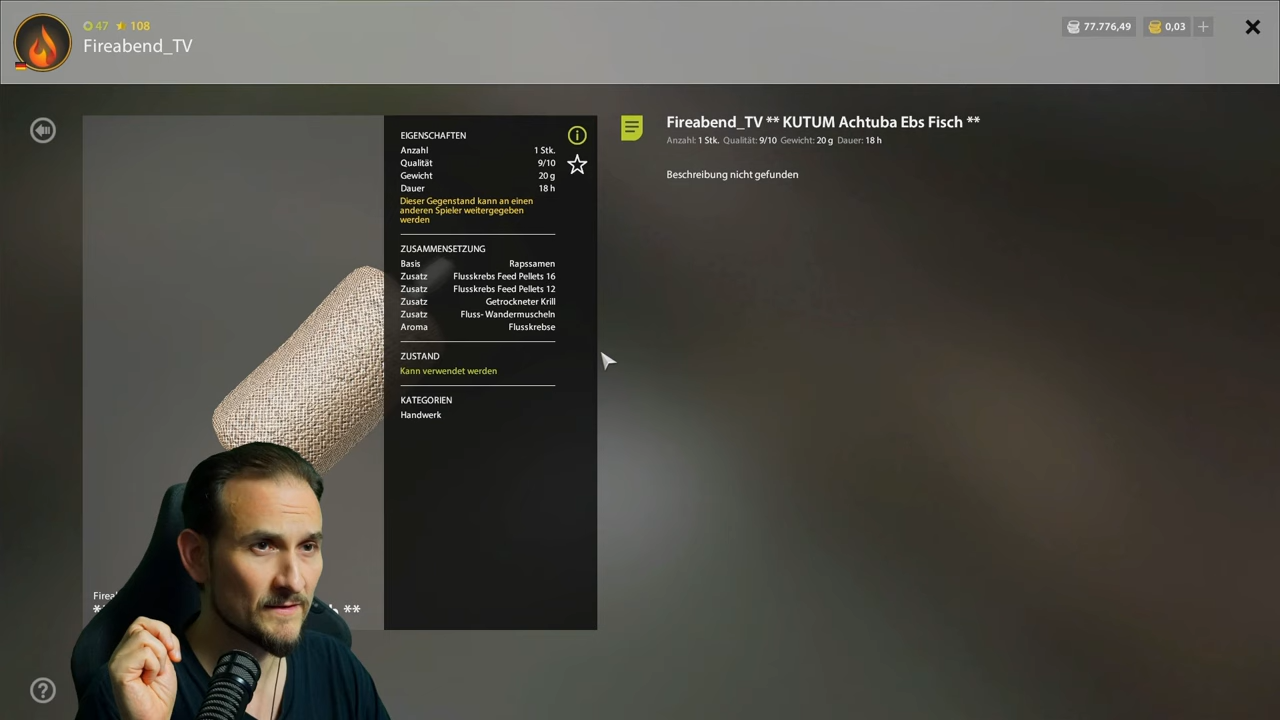 47 108
Fireabend_TV
77.776,49
0,03
EIGENSCHAFTEN
Anzahl 1 Stk.
Qualität 9/10
Gewicht 20 g
Dauer 18 h
Dieser Gegenstand kann an einen
anderen Spieler weitergegeben
werden
ZUSAMMENSETZUNG
Basis Rapssamen
Zusatz Flusskrebs Feed Pellets 16
Zusatz Flusskrebs Feed Pellets 12
Zusatz Getrockneter Krill
Zusatz Fluss- Wandermuscheln
Aroma Flusskrebse
ZUSTAND
Kann verwendet werden
KATEGORIEN
Handwerk
Fireabend_TV ** KUTUM Achtuba Ebs Fisch **
Anzahl: 1 Stk. Qualität: 9/10 Gewicht: 20 g Dauer: 18 h
Beschreibung nicht gefunden
**